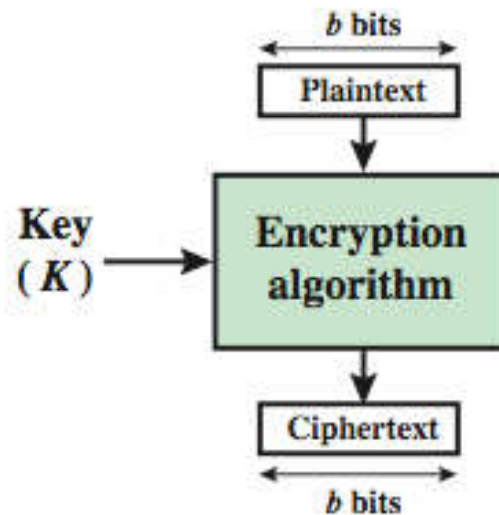 b bits
Plaintext
Key
(K)
Encryption
algorithm
Ciphertext
b bits